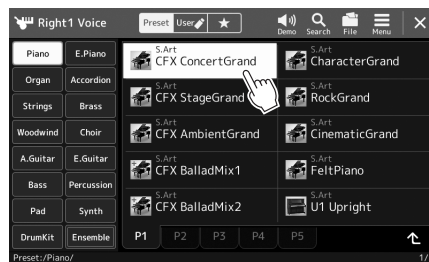 Right1 Voice
Preset User ★
Demo Search File Menu
Piano E.Piano
Organ Accordion
Strings Brass
Woodwind Choir
A.Guitar E.Guitar
Bass Percussion
Pad Synth
DrumKit Ensemble
S.Art
CFX ConcertGrand
S.Art
CharacterGrand
S.Art
CFX StageGrand
S.Art
RockGrand
S.Art
CFX AmbientGrand
S.Art
CinematicGrand
S.Art
CFX BalladMix1
S.Art
FeltPiano
S.Art
CFX BalladMix2
S.Art
U1 Upright
P1 P2 P3 P4 P5
Preset:/Piano/
1/